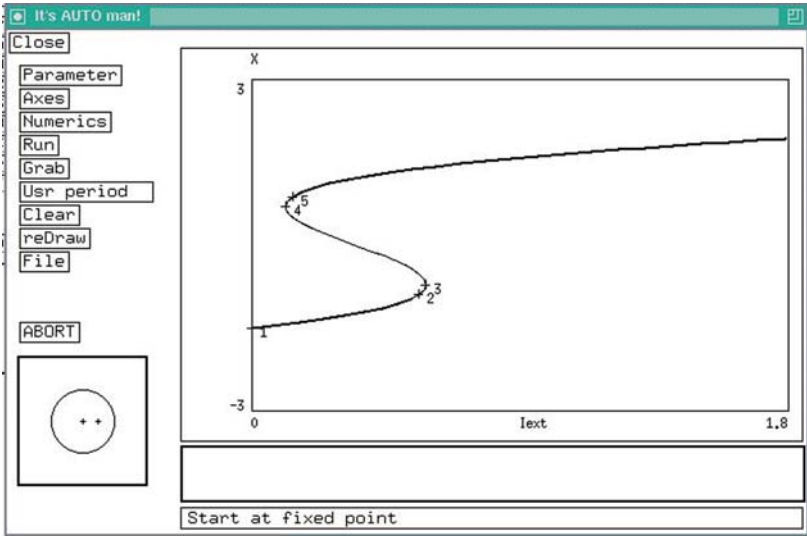 It's AUTO man!
Close
Parameter
Axes
Numerics
Run
Grab
Usr period
Clear
reDraw
File
ABORT
X
3
5
4
3
2
1
-3
0
Iext
1.8
Start at fixed point